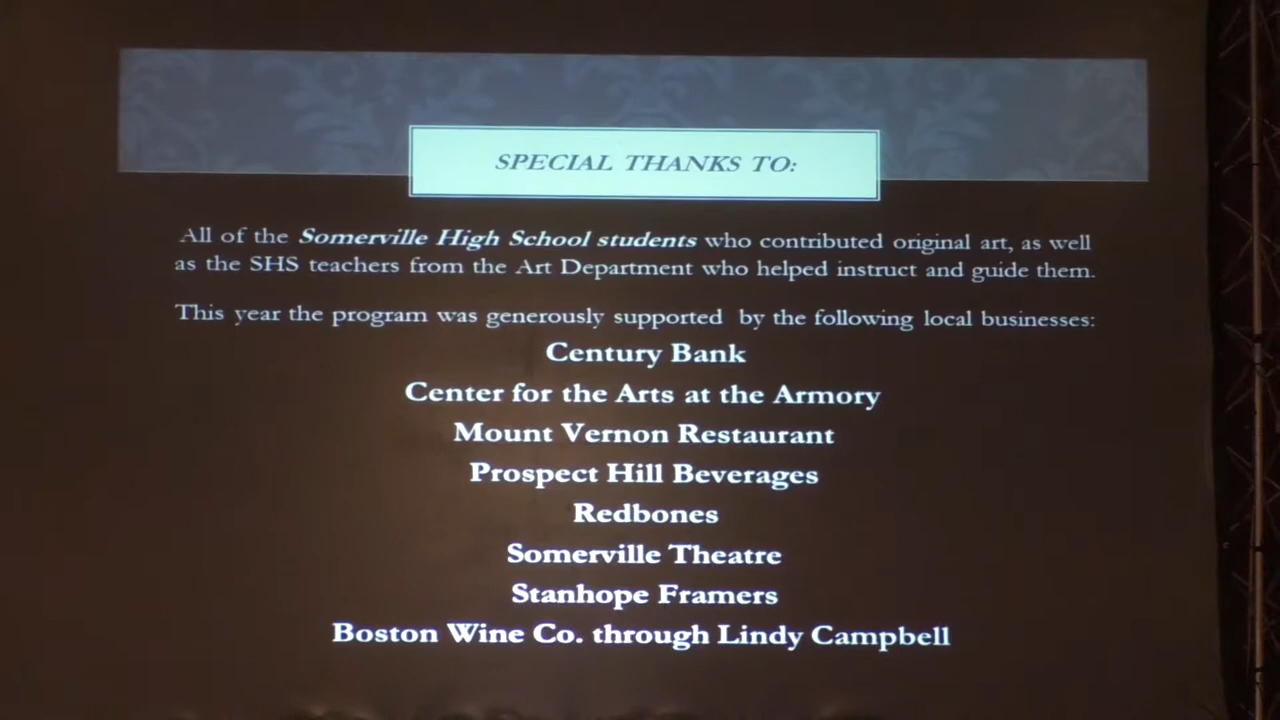 SPECIAL THANKS TO:
All of the Somerville High School students who contributed original art, as well
as the SHS teachers from the Art Department who helped instruct and guide them.
This year the program was generously supported by the following local businesses:
Century Bank
Center for the Arts at the Armory
Mount Vernon Restaurant
Prospect Hill Beverages
Redbones
Somerville Theatre
Stanhope Framers
Boston Wine Co. through Lindy Campbell